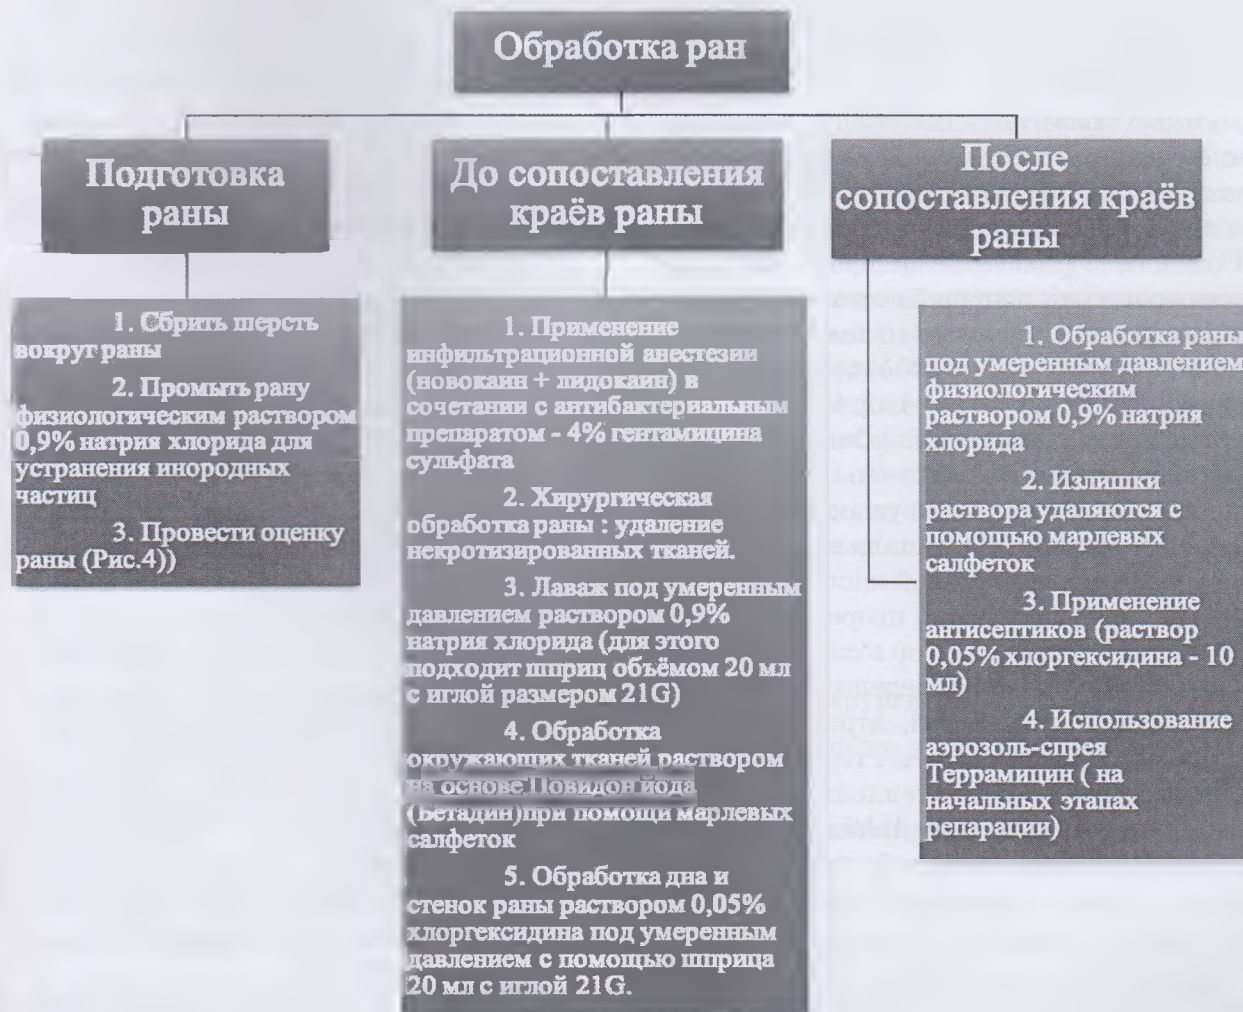 Обработка ран
Подготовка
раны
1. Сбрить шерсть
вокруг раны
2. Промыть рану
физиологическим раствором
0,9% натрия хлорида для
устранения инородных
частиц
3. Провести оценку
раны (Рис.4))
До сопоставления
краёв раны
1. Применение
инфильтрационной анестезии
(новокаин + лидокаин) в
сочетании с антибактериальным
препаратом - 4% гентамицина
сульфата
2. Хирургическая
обработка раны : удаление
некротизированных тканей.
3. Лаваж под умеренным
давлением раствором 0,9%
натрия хлорида (для этого
подходит шприц объёмом 20 мл
с иглой размером 21G)
4. Обработка
окружающих тканей раствором
на основе Повидон йода
(Бетадин)при помощи марлевых
салфеток
5. Обработка дна и
стенок раны раствором 0,05%
хлоргексидина под умеренным
давлением с помощью шприца
20 мл с иглой 21G.
После
сопоставления краёв
раны
1. Обработка раны
под умеренным давлением
физиологическим
раствором 0,9% натрия
хлорида
2. Излишки
раствора удаляются с
помощью марлевых
салфеток
3. Применение
антисептиков (раствор
0,05% хлоргексидина - 10
мл)
4. Использование
аэрозоль-спрея
Террамицин ( на
начальных этапах
репарации)